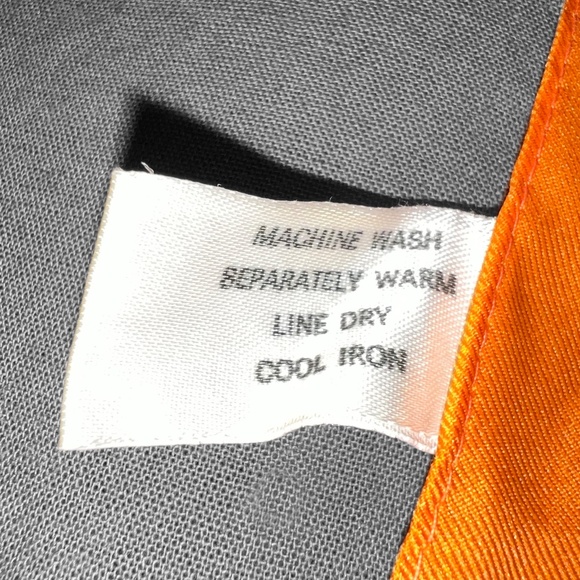 MACHINE WASH
SEPARATELY WARM
LINE DRY
COOL IRON